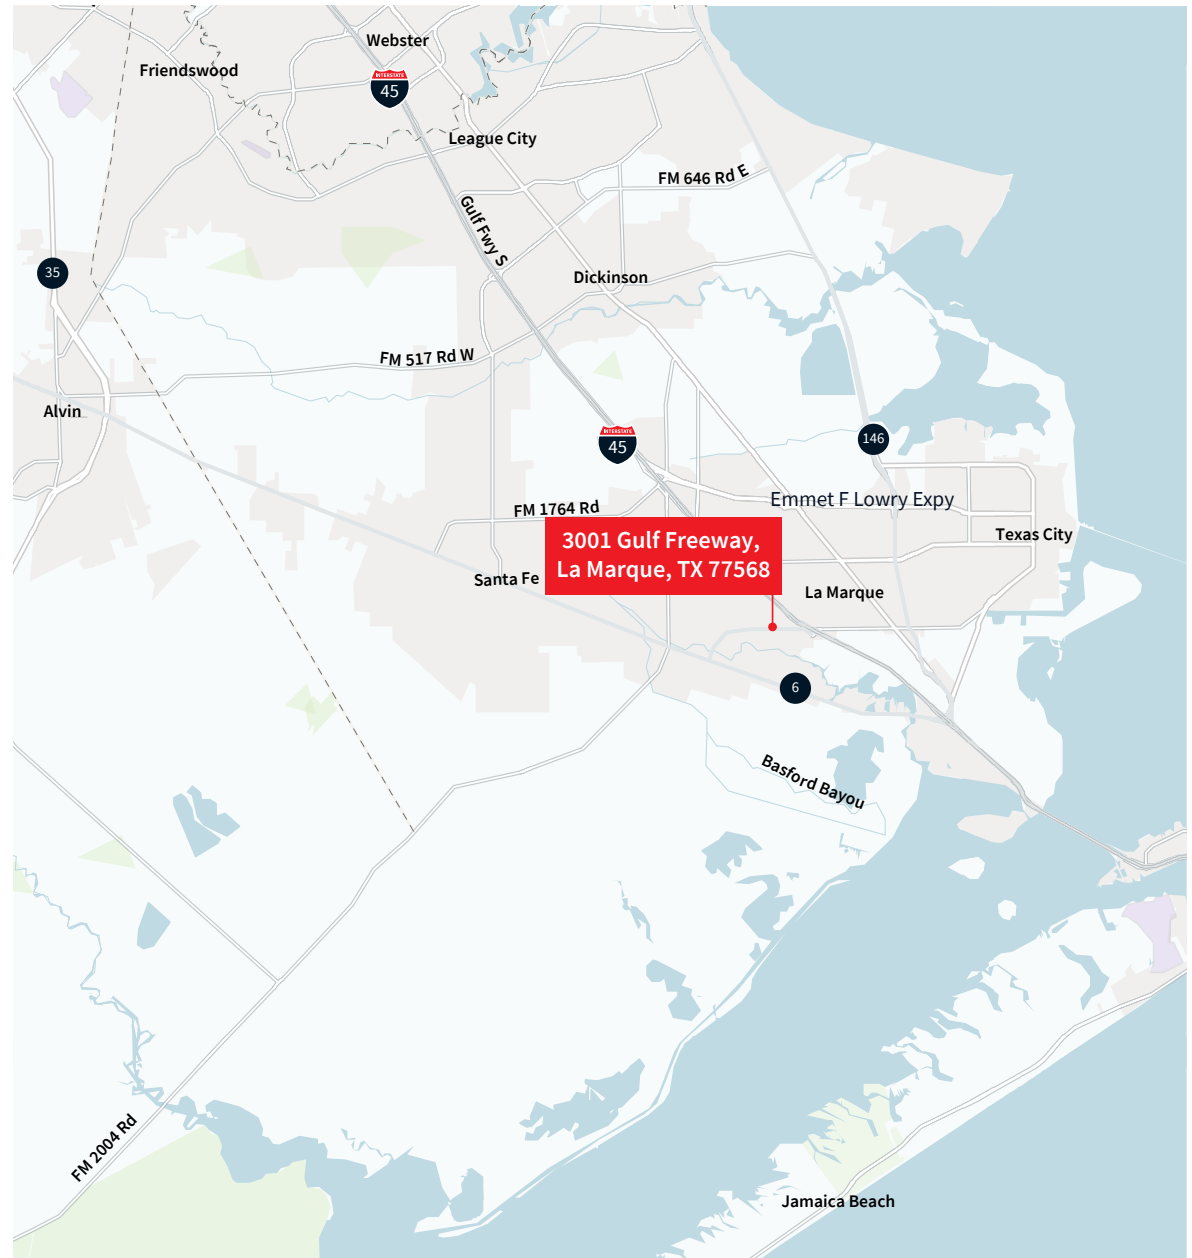 Webster
Friendswood
INTERSTATE
45
League City
FM 646 Rd E
Gulf Fwy S
35
Dickinson
FM 517 Rd W
Alvin
INTERSTATE
45
146
Emmet F Lowry Expy
FM 1764 Rd
3001 Gulf Freeway,
La Marque, TX 77568
Texas City
Santa Fe
La Marque
6
Basford Bayou
FM 2004 Rd
Jamaica Beach